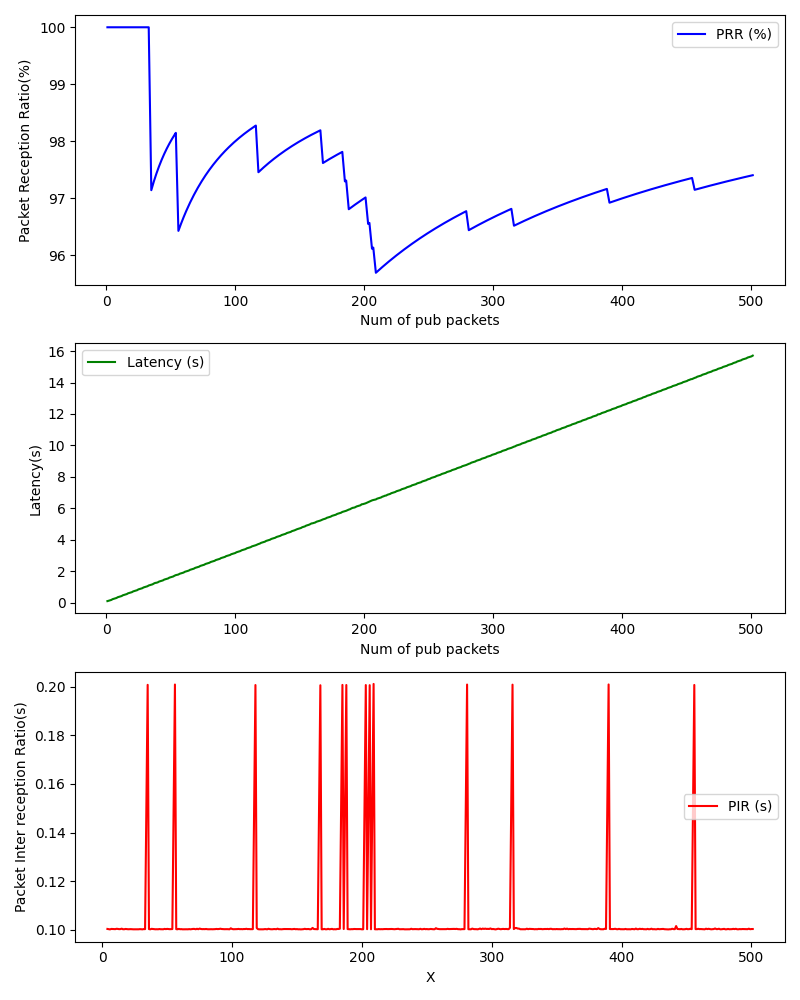 100
99
98
97
96
Packet Reception Ratio(%)
PRR (%)
0 100 200 300 400 500
Num of pub packets
16
14
12
10
8
6
4
2
0
Latency(s)
Latency (s)
0 100 200 300 400 500
Num of pub packets
0.20
0.18
0.16
0.14
0.12
0.10
Packet Inter reception Ratio(s)
PIR (s)
0 100 200 300 400 500
X